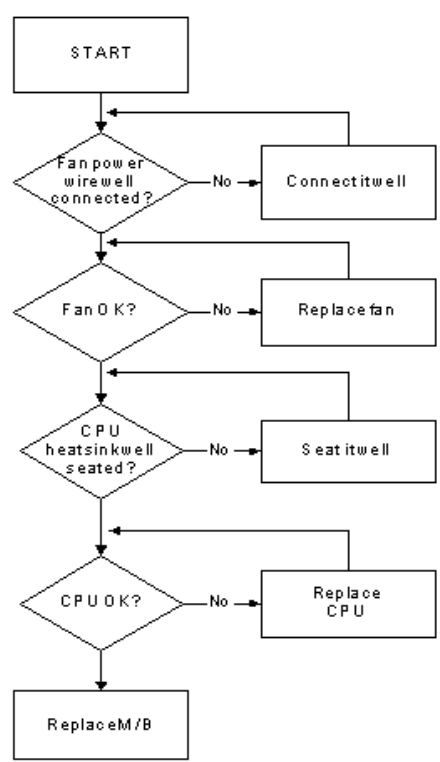 START
Fan power
wire well
connected?
No
Connect it well
Fan OK?
No
Replace fan
CPU
heatsink well
seated?
No
Seat it well
CPU OK?
No
Replace
CPU
Replace M/B